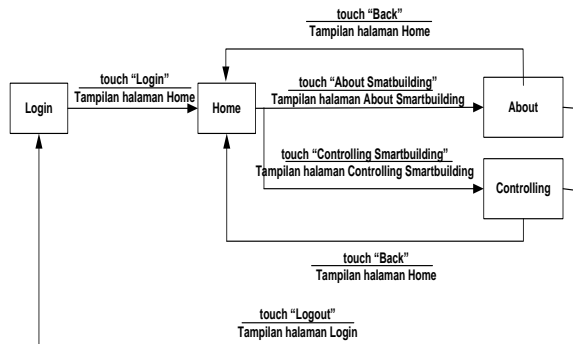 touch “Back”
Tampilan halaman Home
touch “Login”
Tampilan halaman Home
touch “About Smatbuilding”
Tampilan halaman About Smartbuilding
Login
Home
About
touch “Controlling Smartbuilding”
Tampilan halaman Controlling Smartbuilding
Controlling
touch “Back”
Tampilan halaman Home
touch “Logout”
Tampilan halaman Login